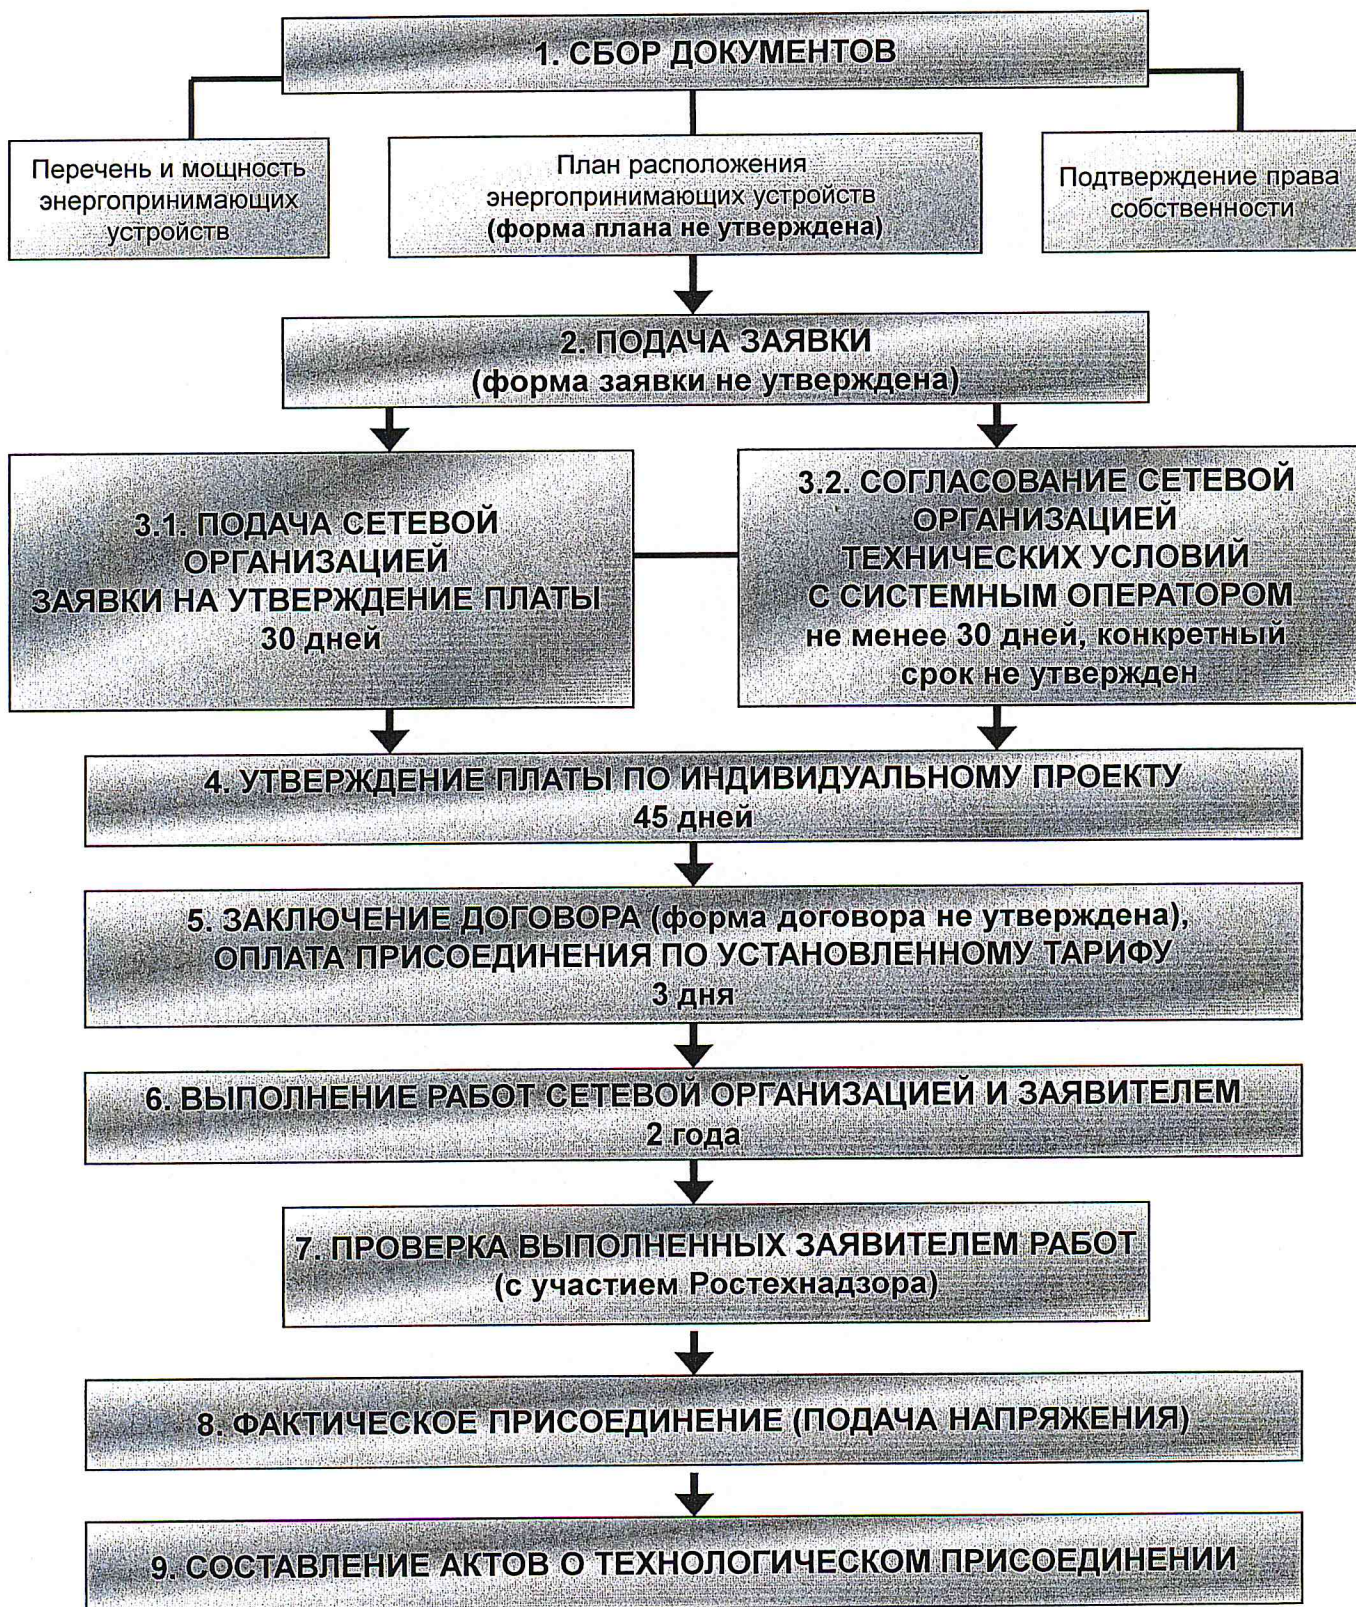 1. СБОР ДОКУМЕНТОВ
Перечень и мощность
энергопринимающих
устройств
План расположения
энергопринимающих устройств
(форма плана не утверждена)
Подтверждение права
собственности
2. ПОДАЧА ЗАЯВКИ
(форма заявки не утверждена)
3.1. ПОДАЧА СЕТЕВОЙ
ОРГАНИЗАЦИЕЙ
ЗАЯВКИ НА УТВЕРЖДЕНИЕ ПЛАТЫ
30 дней
3.2. СОГЛАСОВАНИЕ СЕТЕВОЙ
ОРГАНИЗАЦИЕЙ
ТЕХНИЧЕСКИХ УСЛОВИЙ
С СИСТЕМНЫМ ОПЕРАТОРОМ
не менее 30 дней, конкретный
срок не утвержден
4. УТВЕРЖДЕНИЕ ПЛАТЫ ПО ИНДИВИДУАЛЬНОМУ ПРОЕКТУ
45 дней
5. ЗАКЛЮЧЕНИЕ ДОГОВОРА (форма договора не утверждена),
ОПЛАТА ПРИСОЕДИНЕНИЯ ПО УСТАНОВЛЕННОМУ ТАРИФУ
3 дня
6. ВЫПОЛНЕНИЕ РАБОТ СЕТЕВОЙ ОРГАНИЗАЦИЕЙ И ЗАЯВИТЕЛЕМ
2 года
7. ПРОВЕРКА ВЫПОЛНЕННЫХ ЗАЯВИТЕЛЕМ РАБОТ
(с участием Ростехнадзора)
8. ФАКТИЧЕСКОЕ ПРИСОЕДИНЕНИЕ (ПОДАЧА НАПРЯЖЕНИЯ)
9. СОСТАВЛЕНИЕ АКТОВ О ТЕХНОЛОГИЧЕСКОМ ПРИСОЕДИНЕНИИ